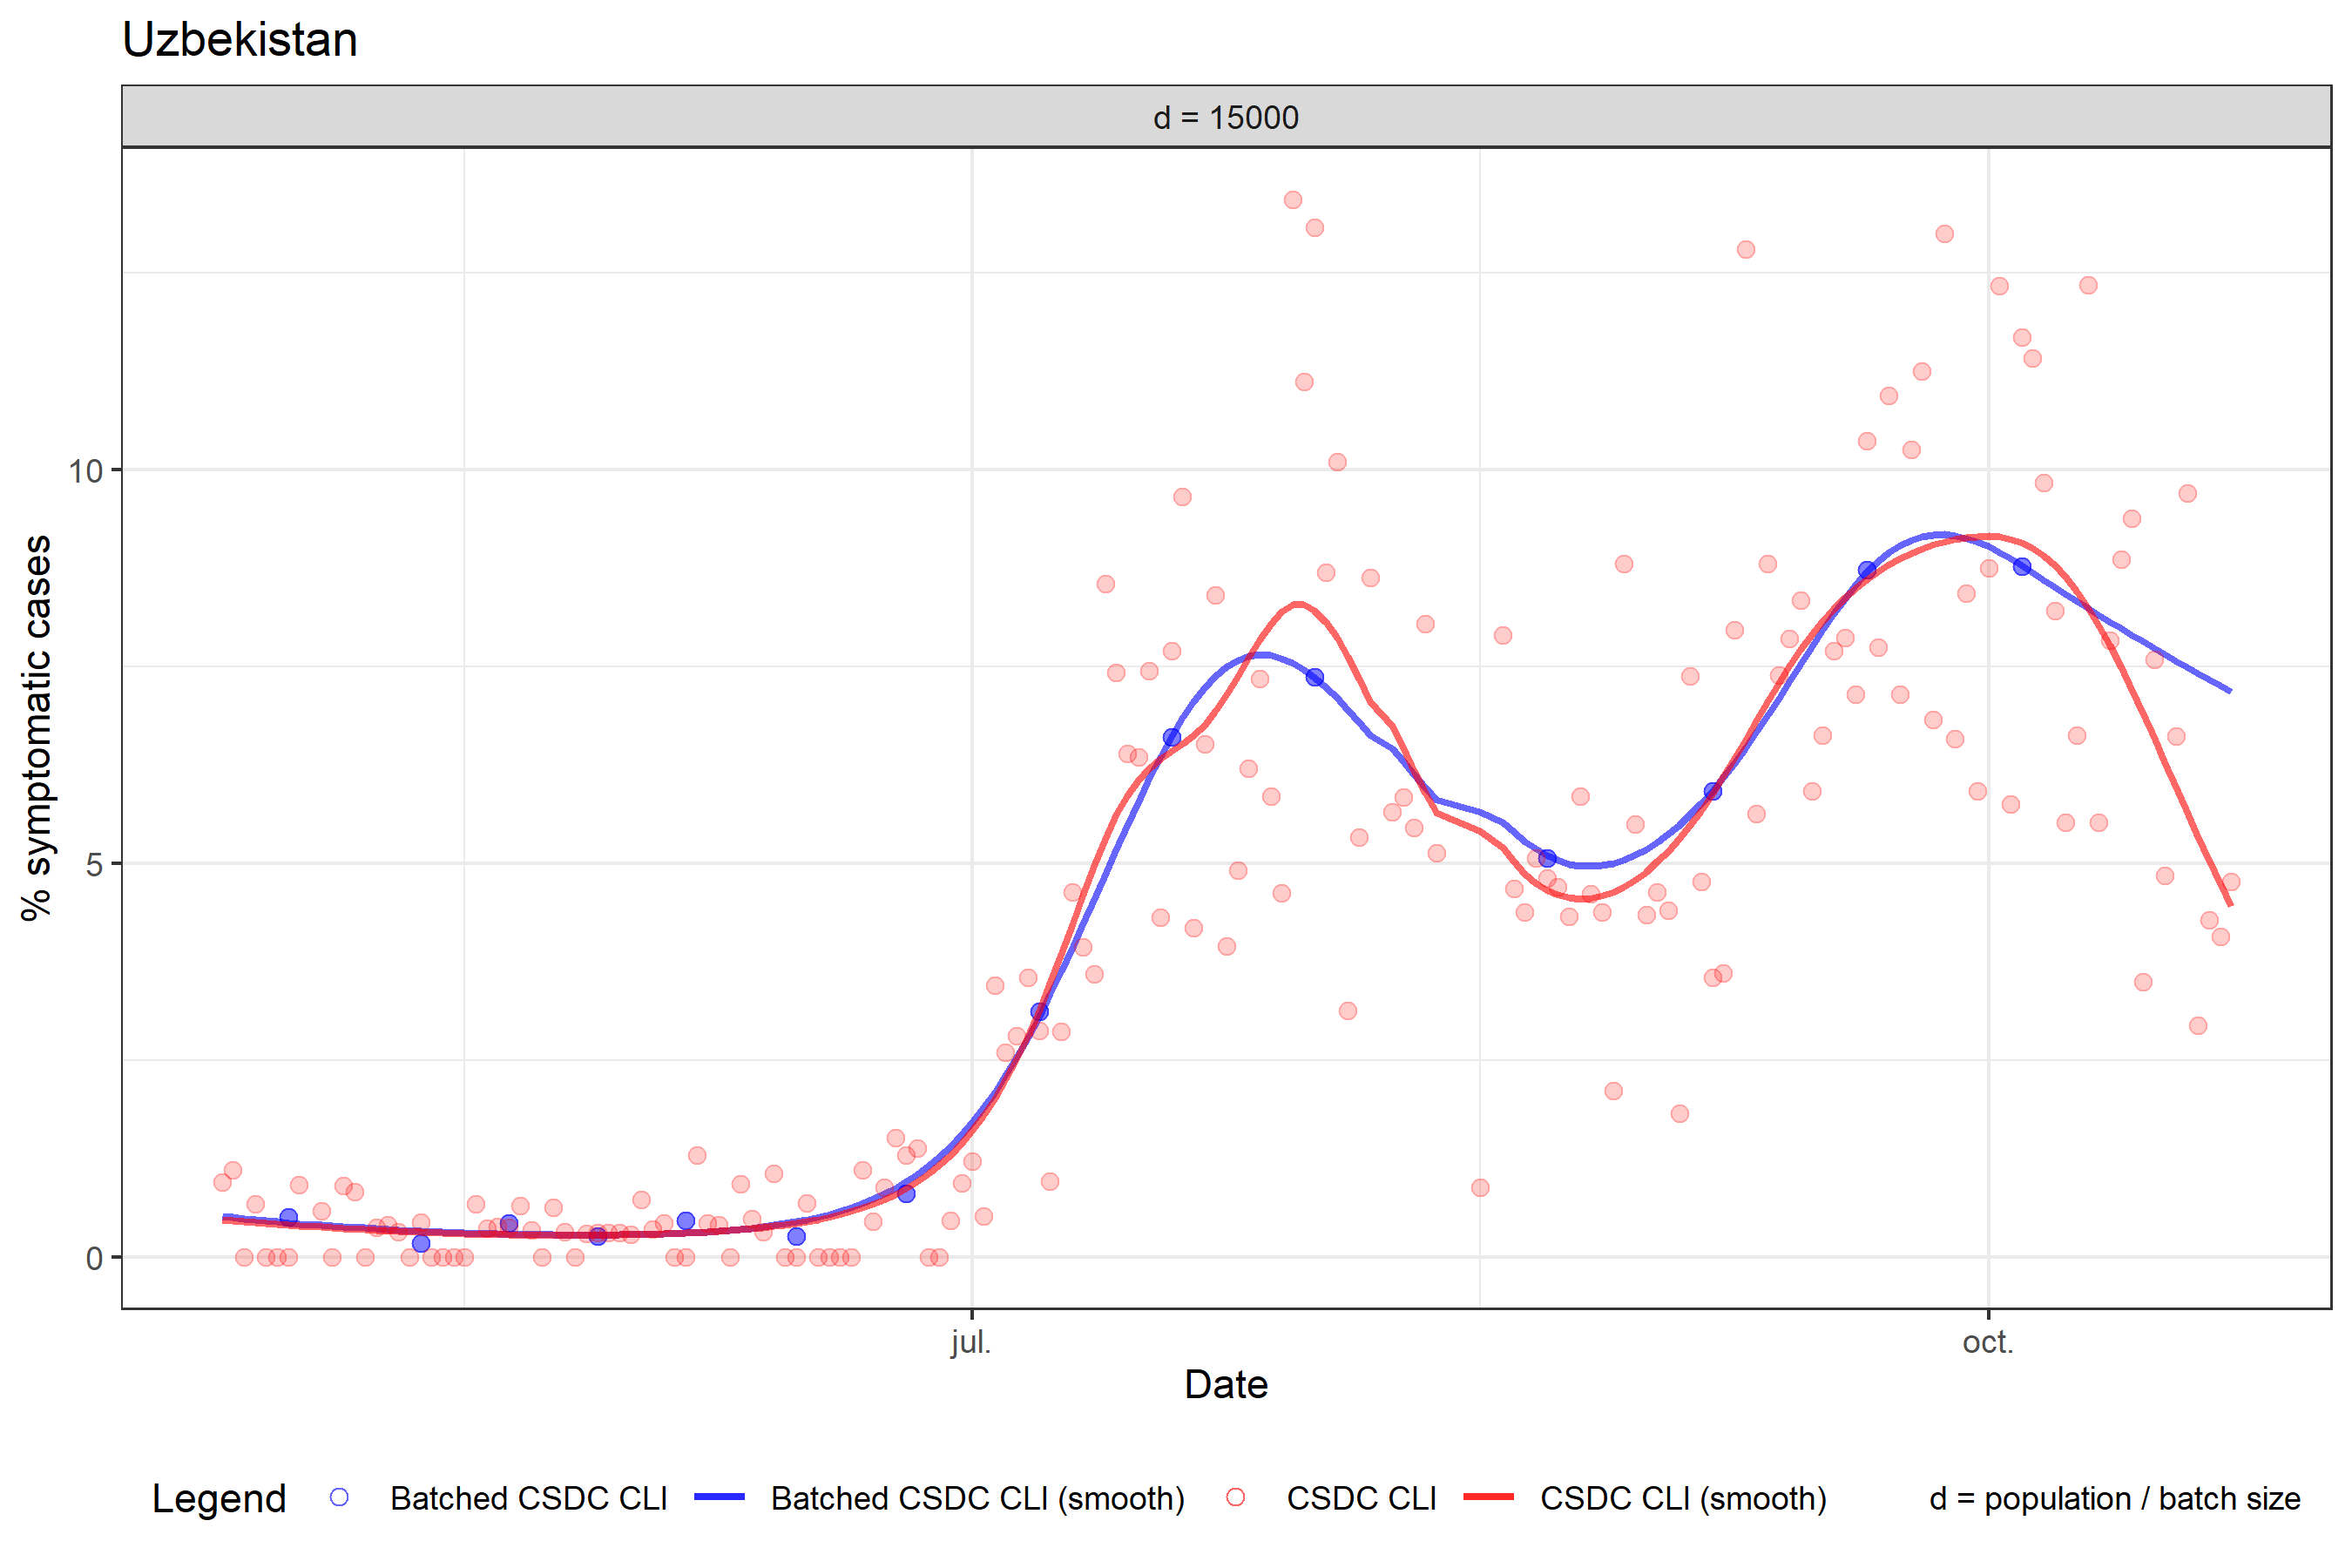 Uzbekistan
d = 15000
% symptomatic cases
10
5
0
jul.
oct.
Date
Legend
Batched CSDC CLI
Batched CSDC CLI (smooth)
CSDC CLI
CSDC CLI (smooth)
d = population / batch size